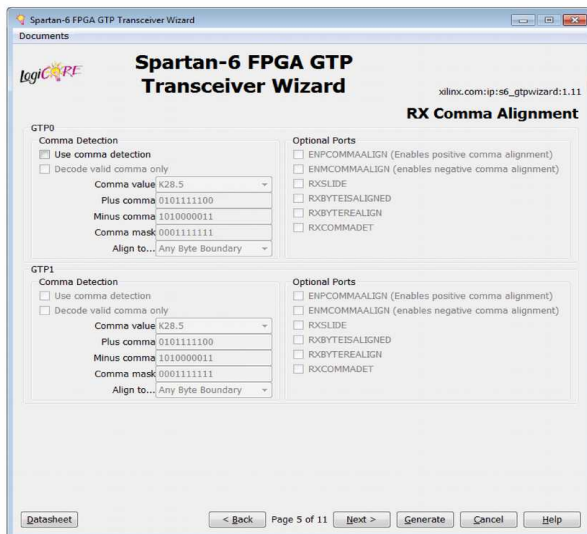 Spartan-6 FPGA GTP Transceiver Wizard
Documents
LogiCORE
Spartan-6 FPGA GTP
Transceiver Wizard
xilinx.com:ip:s6_gtpwizard:1.11
RX Comma Alignment
GTP0
Comma Detection
Use comma detection
Decode valid comma only
Comma value K28.5
Plus comma 0101111100
Minus comma 1010000011
Comma mask 0001111111
Align to... Any Byte Boundary
Optional Ports
ENPCOMMAALIGN (Enables positive comma alignment)
ENMCOMMAALIGN (enables negative comma alignment)
RXSLIDE
RXBYTEISALIGNED
RXBYTEREALIGN
RXCOMMADET
GTP1
Comma Detection
Use comma detection
Decode valid comma only
Comma value K28.5
Plus comma 0101111100
Minus comma 1010000011
Comma mask 0001111111
Align to... Any Byte Boundary
Optional Ports
ENPCOMMAALIGN (Enables positive comma alignment)
ENMCOMMAALIGN (enables negative comma alignment)
RXSLIDE
RXBYTEISALIGNED
RXBYTEREALIGN
RXCOMMADET
Datasheet < Back Page 5 of 11 Next > Generate Cancel Help